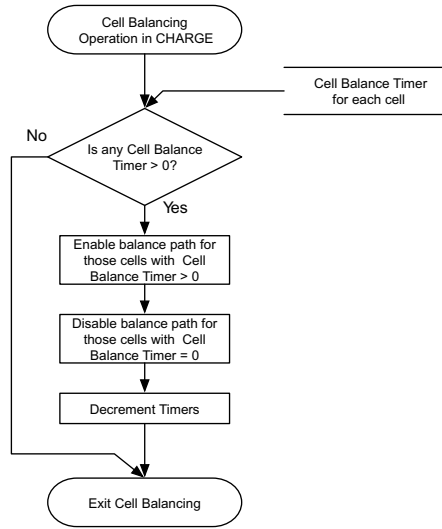 Cell Balancing
Operation in CHARGE
Cell Balance Timer
for each cell
No
Is any Cell Balance
Timer > 0?
Yes
Enable balance path for
those cells with Cell
Balance Timer > 0
Disable balance path for
those cells with Cell
Balance Timer = 0
Decrement Timers
Exit Cell Balancing